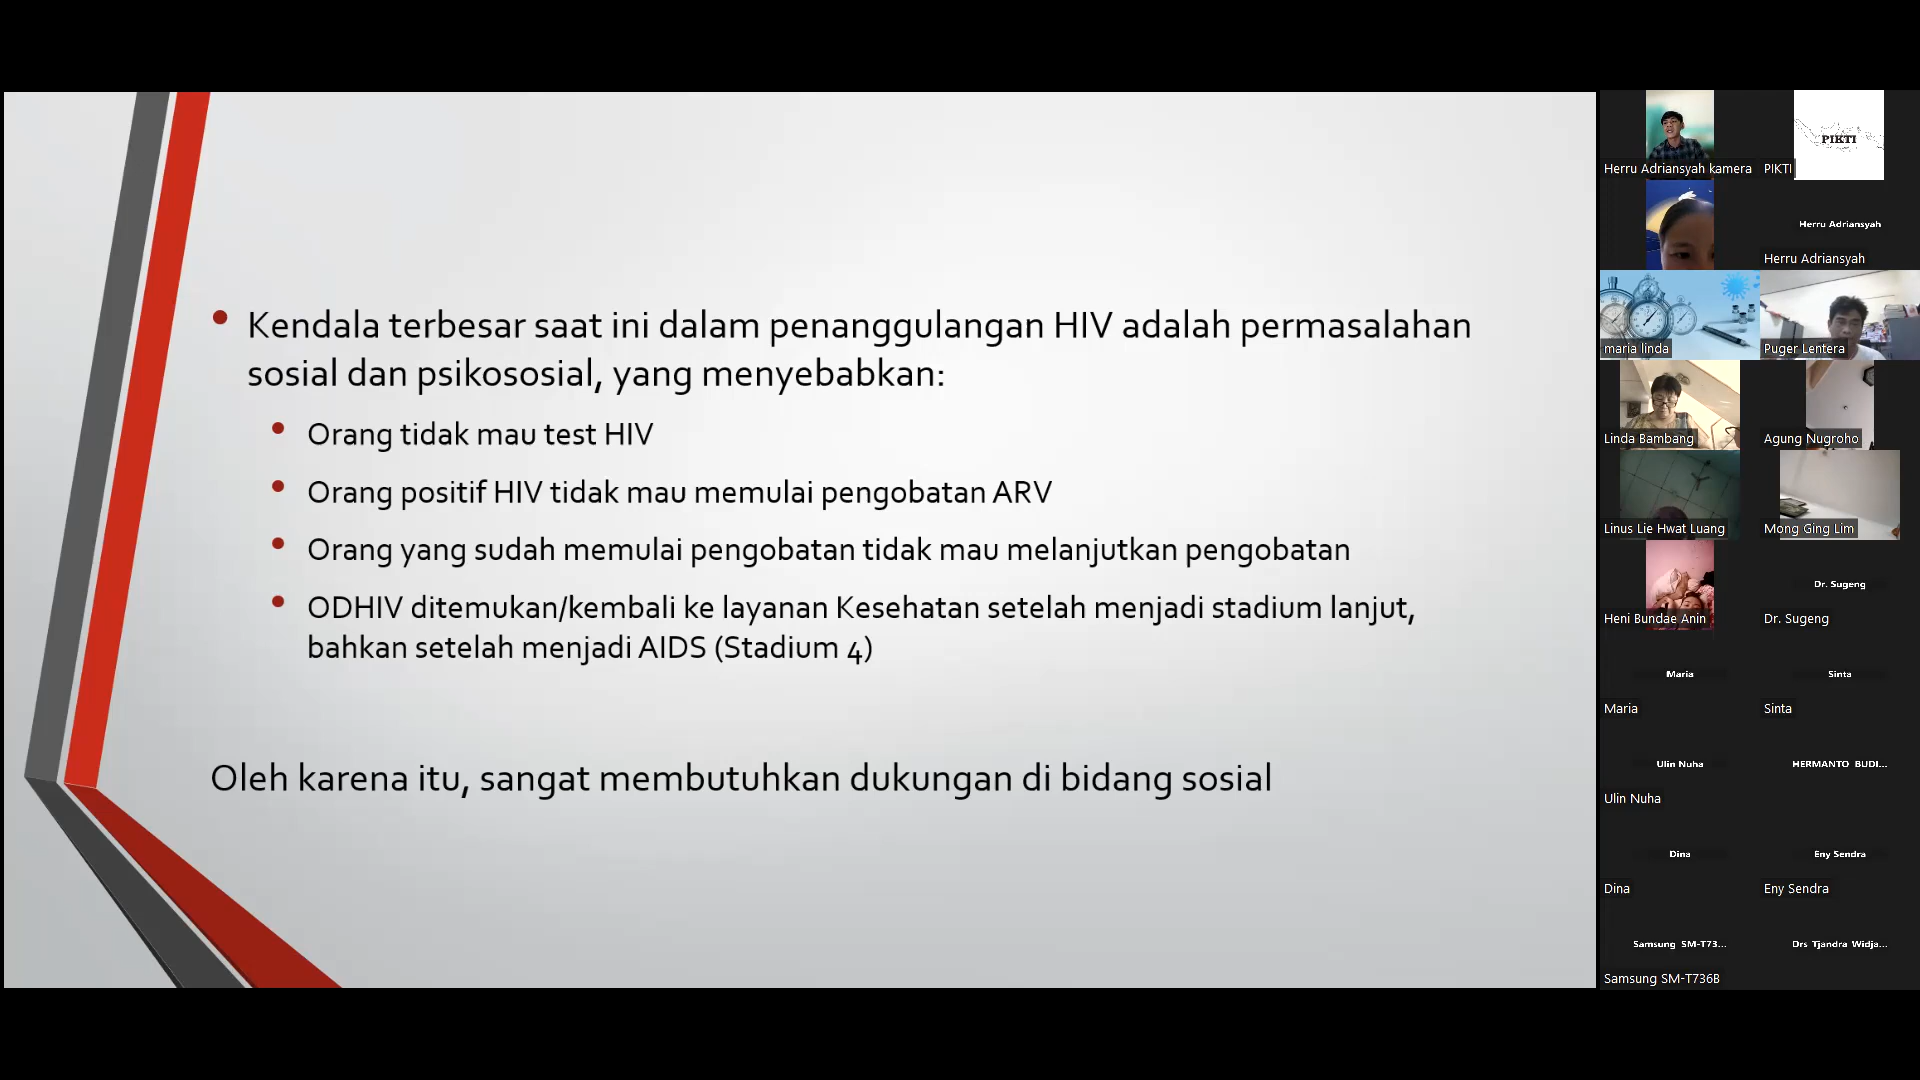 Kendala terbesar saat ini dalam penanggulangan HIV adalah permasalahan
sosial dan psikososial, yang menyebabkan:
Orang tidak mau test HIV
Orang positif HIV tidak mau memulai pengobatan ARV
Orang yang sudah memulai pengobatan tidak mau melanjutkan pengobatan
ODHIV ditemukan/kembali ke layanan Kesehatan setelah menjadi stadium lanjut,
bahkan setelah menjadi AIDS (Stadium 4)
Oleh karena itu, sangat membutuhkan dukungan di bidang sosial
Herru Adriansyah kamera
PIKTI
PIKTI
Herru Adriansyah
Herru Adriansyah
maria linda
Puger Lentera
Linda Bambang
Agung Nugroho
Linus Lie Hwat Luang
Mong Ging Lim
Heni Bundae Anin
Dr. Sugeng
Dr. Sugeng
Maria
Maria
Sinta
Sinta
Ulin Nuha
Ulin Nuha
HERMANTO BUDI...
Dina
Dina
Eny Sendra
Eny Sendra
Samsung SM-T73...
Samsung SM-T736B
Drs Tjandra Widja...